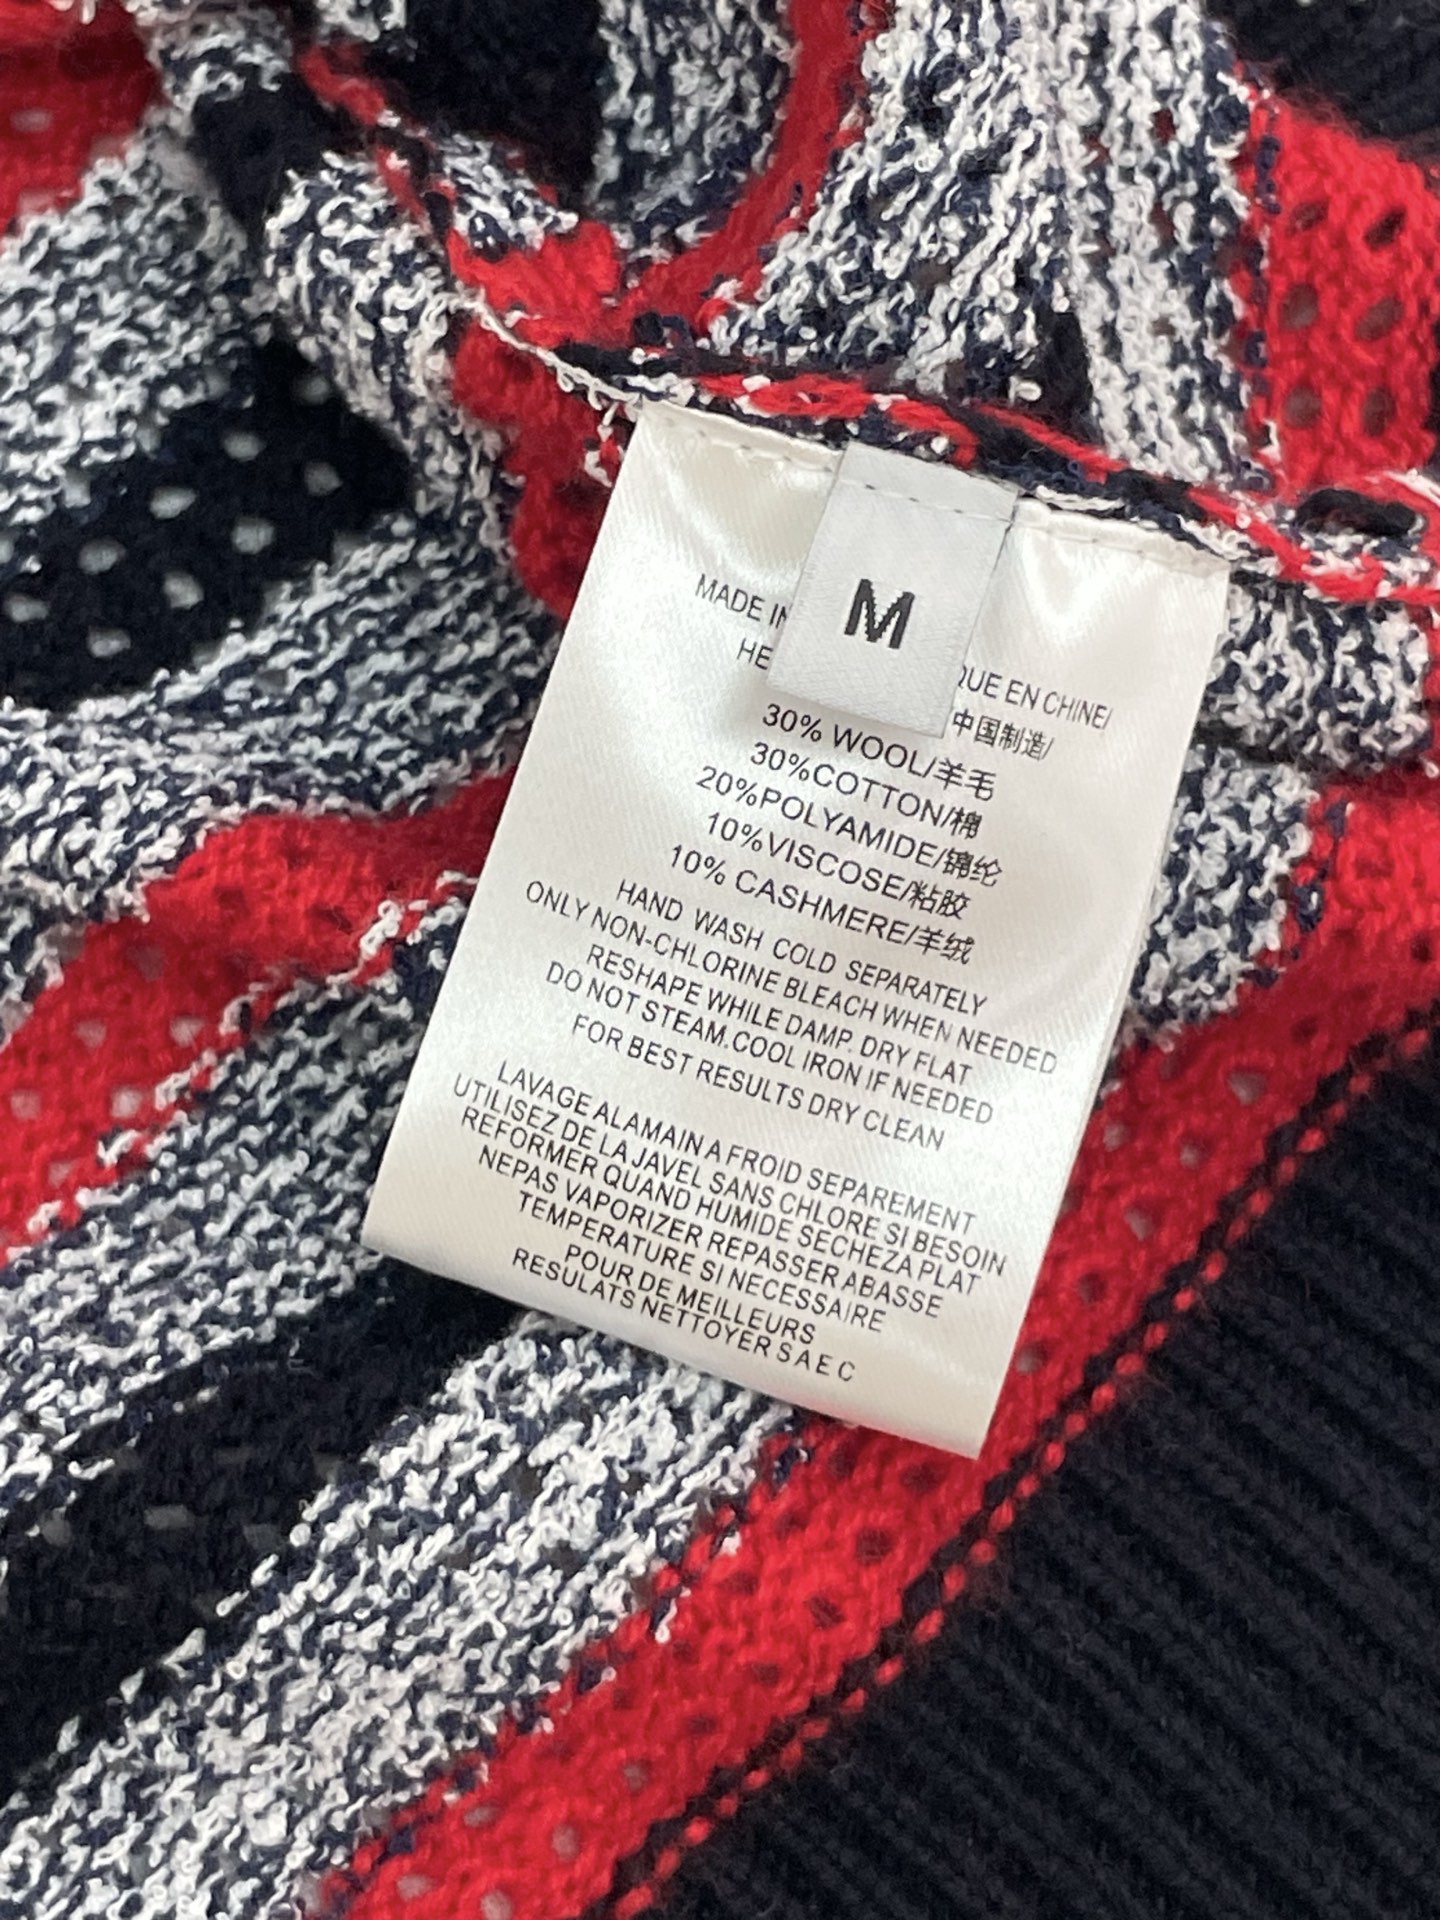 M
MADE IN
QUE EN CHINE/
HE
中国制造/
30% WOOL/羊毛
30%COTTON/棉
20%POLYAMIDE/锦纶
10%VISCOSE/粘胶
10% CASHMERE/羊绒
HAND WASH COLD SEPARATELY
ONLY NON-CHLORINE BLEACH WHEN NEEDED
RESHAPE WHILE DAMP. DRY FLAT
DO NOT STEAM.COOL IRON IF NEEDED
FOR BEST RESULTS DRY CLEAN
LAVAGE ALAMAIN A FROID SEPAREMENT
UTILISEZ DE LA JAVEL SANS CHLORE SI BESOIN
REFORMER QUAND HUMIDE SECHEZA PLAT
NEPAS VAPORIZER REPASSER ABASSE
TEMPERATURE SI NECESSAIRE
POUR DE MEILLEURS
RESULATS NETTOYER S A E C